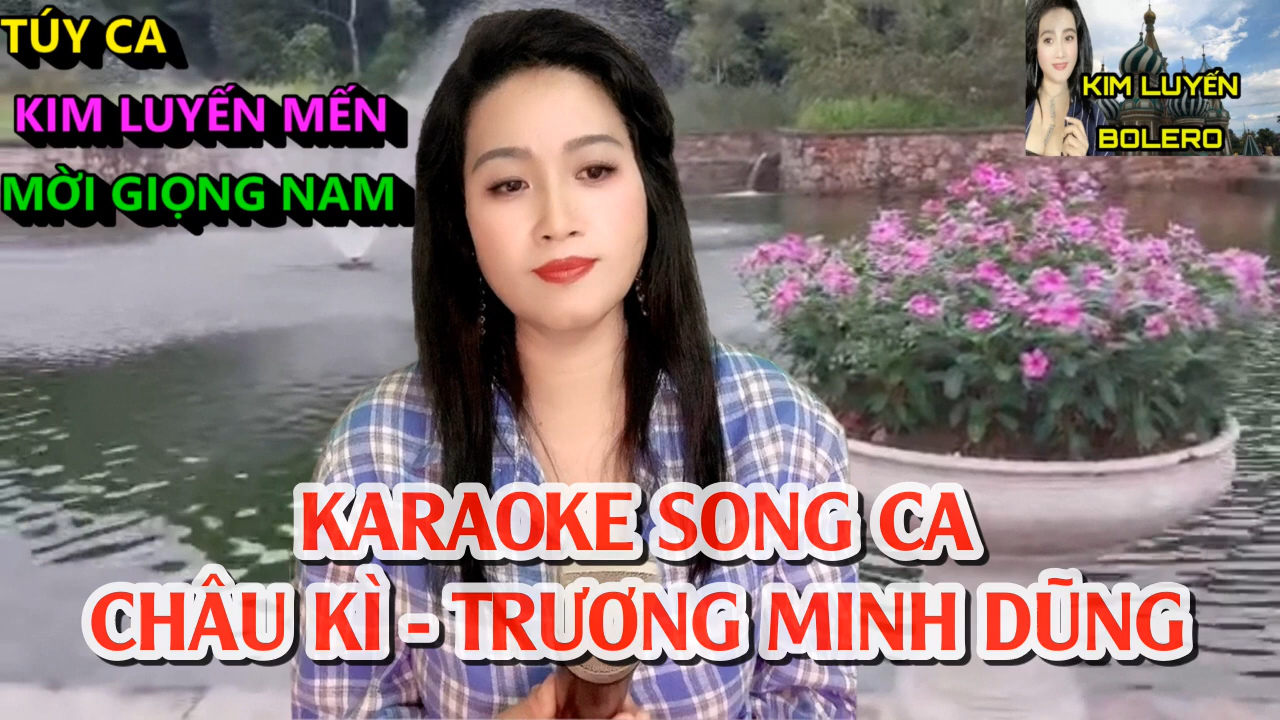 TÚY CA
KIM LUYẾN MẾN
MỜI GIỌNG NAM
KIM LUYẾN
BOLERO
KARAOKE SONG CA
CHÂU KÌ - TRƯƠNG MINH DŨNG